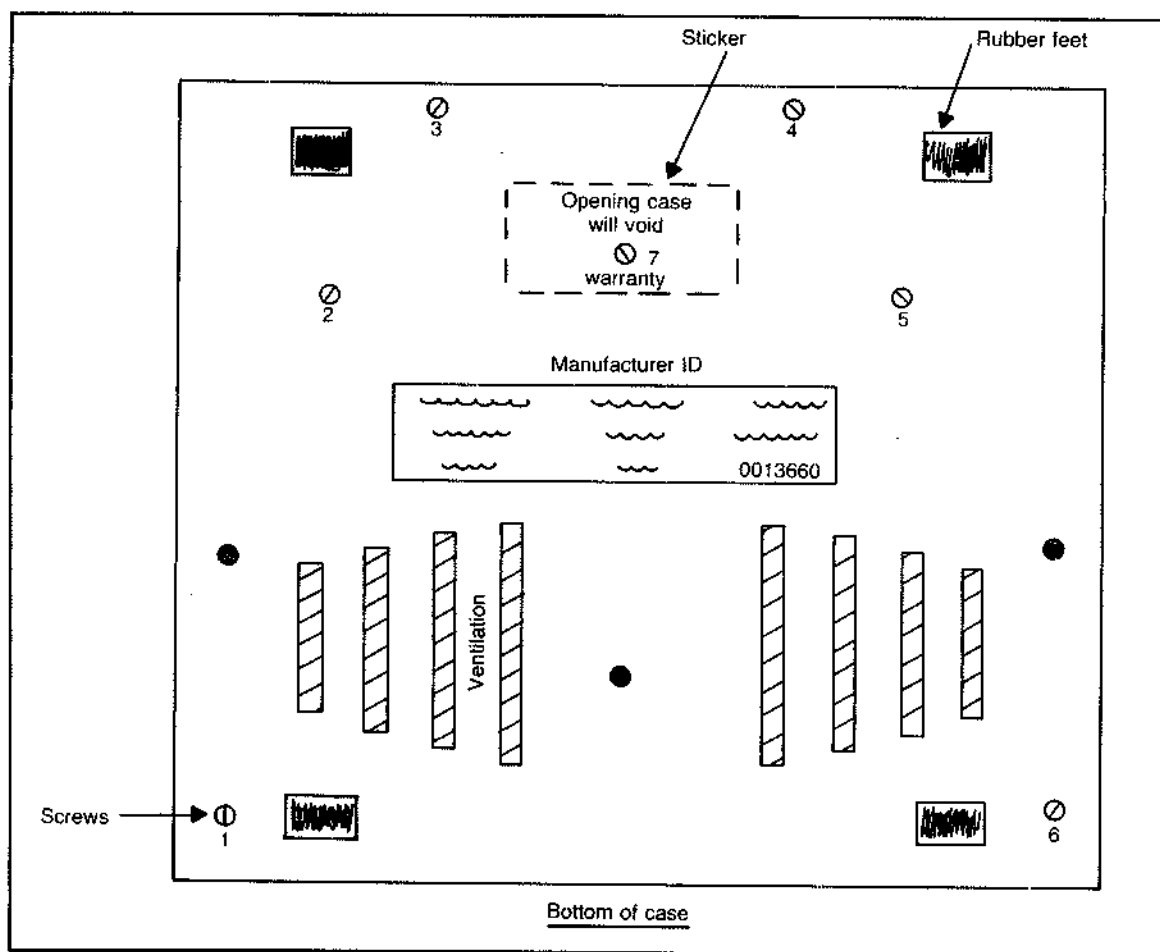 Sticker
Rubber feet
3
4
Opening case
will void
7
warranty
2
5
Manufacturer ID
0013660
Ventilation
Screws
1
6
Bottom of case